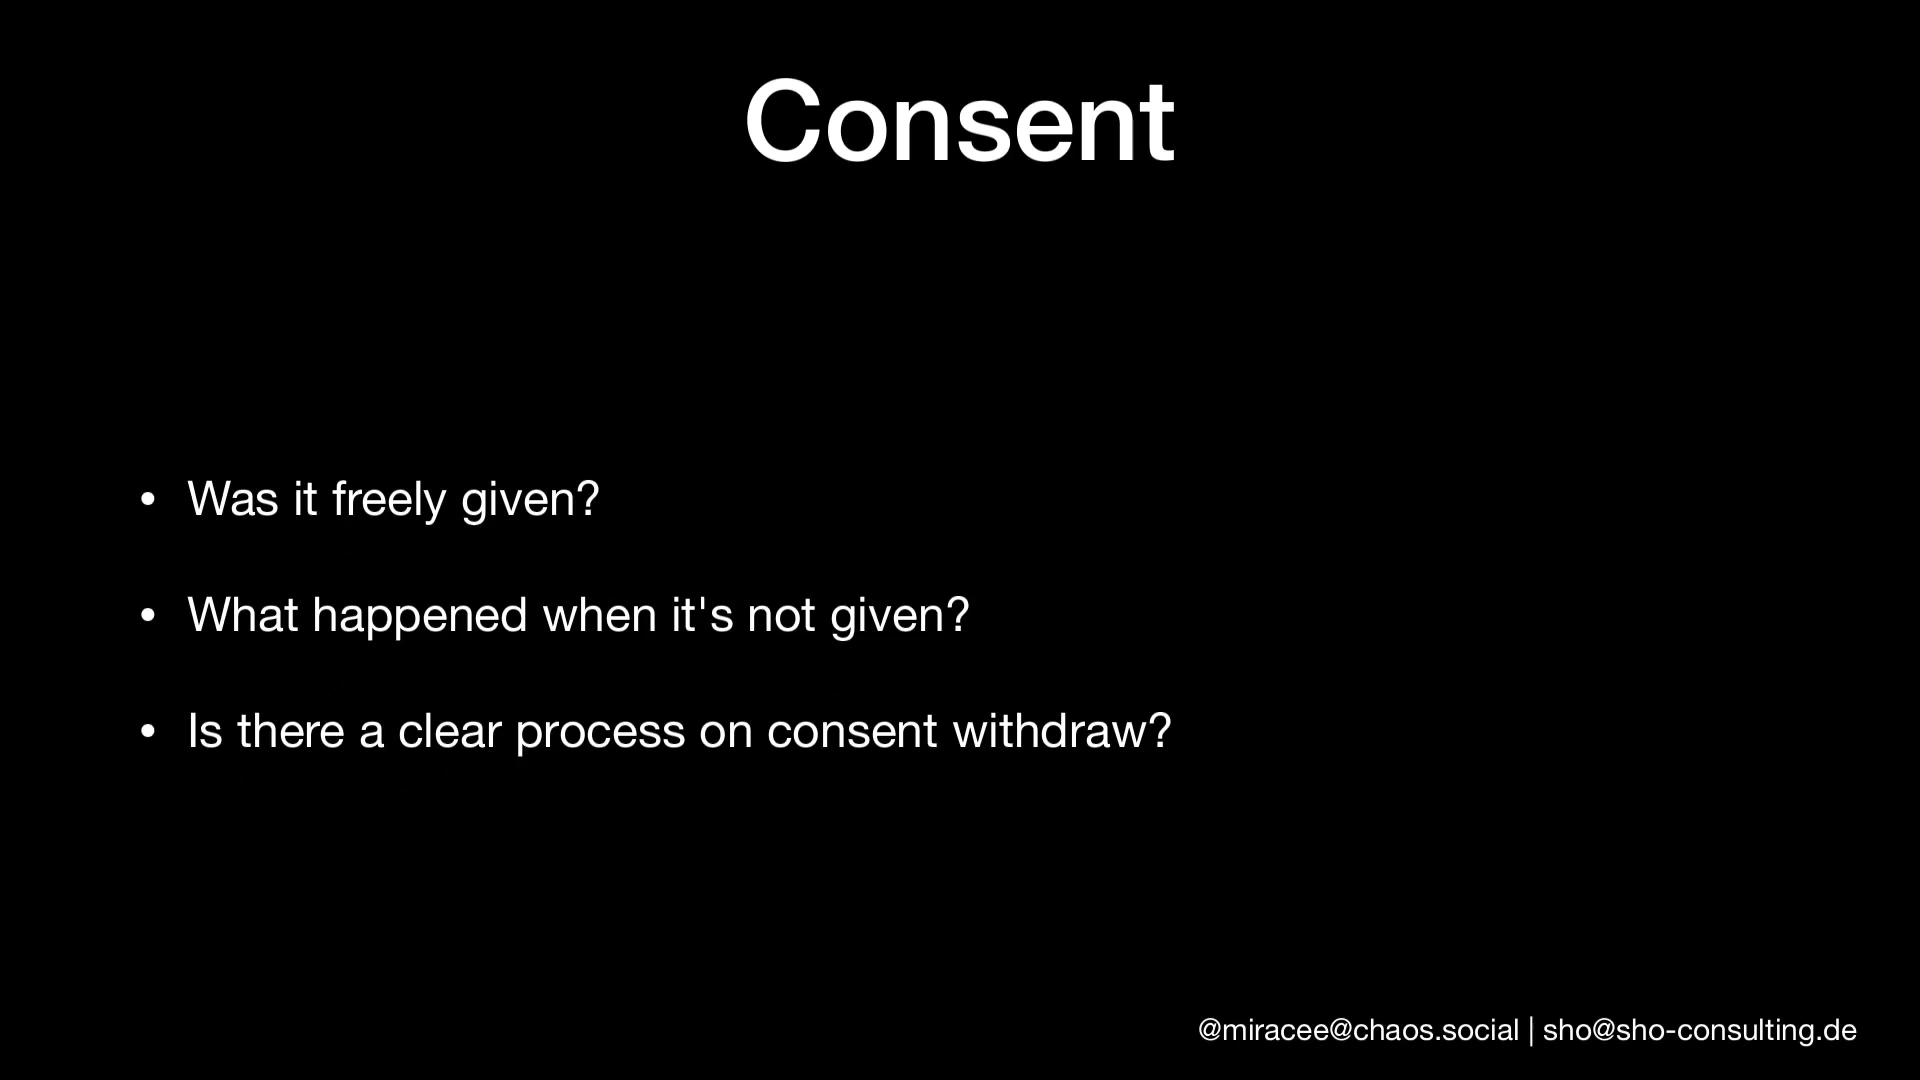 Consent
• Was it freely given?
• What happened when it's not given?
• Is there a clear process on consent withdraw?
@miracee@chaos.social | sho@sho-consulting.de